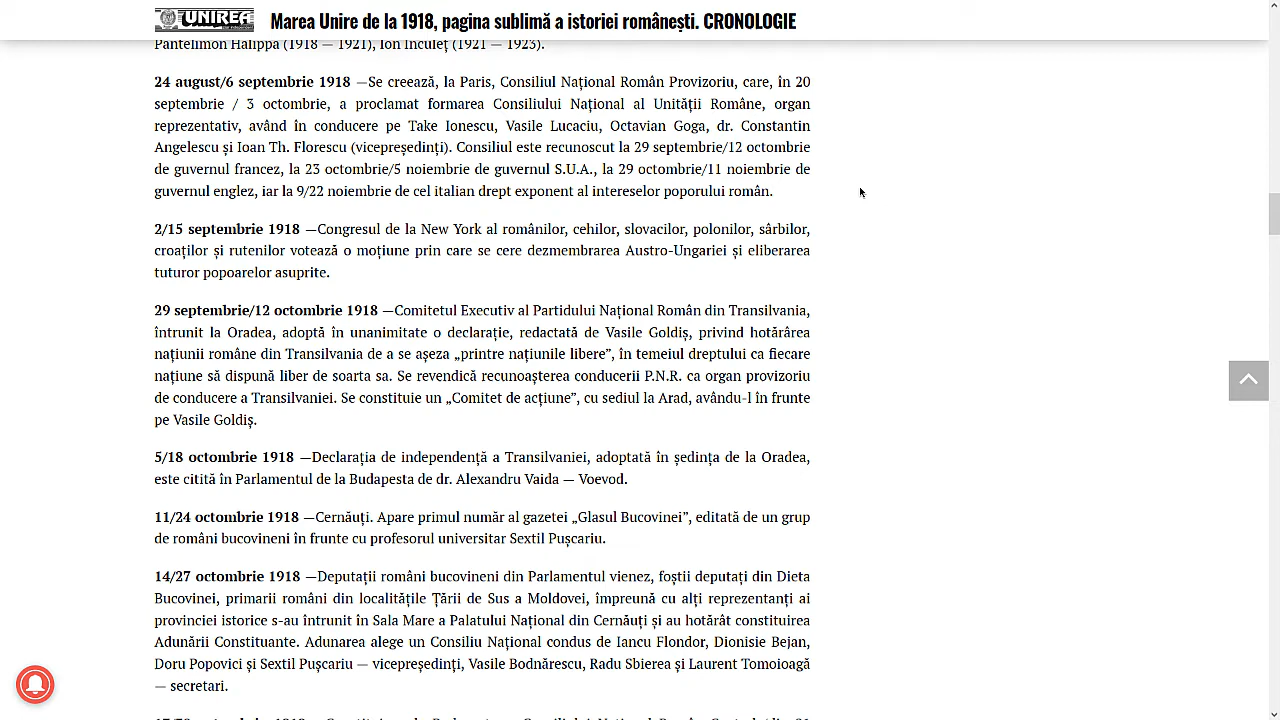 UNIREA
Marea Unire de la 1918, pagina sublimă a istoriei românești. CRONOLOGIE
Pantelimon Halippa (1918 — 1921), Ion Inculeț (1921 — 1923).
24 august/6 septembrie 1918 —Se creează, la Paris, Consiliul Național Român Provizoriu, care, în 20
septembrie / 3 octombrie, a proclamat formarea Consiliului Național al Unității Române, organ
reprezentativ, având în conducere pe Take Ionescu, Vasile Lucaciu, Octavian Goga, dr. Constantin
Angelescu și Ioan Th. Florescu (vicepreședinți). Consiliul este recunoscut la 29 septembrie/12 octombrie
de guvernul francez, la 23 octombrie/5 noiembrie de guvernul S.U.A., la 29 octombrie/11 noiembrie de
guvernul englez, iar la 9/22 noiembrie de cel italian drept exponent al intereselor poporului român.
2/15 septembrie 1918 —Congresul de la New York al românilor, cehilor, slovacilor, polonilor, sârbilor,
croaților și rutenilor votează o moțiune prin care se cere dezmembrarea Austro-Ungariei și eliberarea
tuturor popoarelor asuprite.
29 septembrie/12 octombrie 1918 —Comitetul Executiv al Partidului Național Român din Transilvania,
întrunit la Oradea, adoptă în unanimitate o declarație, redactată de Vasile Goldiș, privind hotărârea
națiunii române din Transilvania de a se așeza „printre națiunile libere”, în temeiul dreptului ca fiecare
națiune să dispună liber de soarta sa. Se revendică recunoașterea conducerii P.N.R. ca organ provizoriu
de conducere a Transilvaniei. Se constituie un „Comitet de acțiune”, cu sediul la Arad, avându-l în frunte
pe Vasile Goldiș.
5/18 octombrie 1918 —Declarația de independență a Transilvaniei, adoptată în ședința de la Oradea,
este citită în Parlamentul de la Budapesta de dr. Alexandru Vaida — Voevod.
11/24 octombrie 1918 —Cernăuți. Apare primul număr al gazetei „Glasul Bucovinei”, editată de un grup
de români bucovineni în frunte cu profesorul universitar Sextil Pușcariu.
14/27 octombrie 1918 —Deputații români bucovineni din Parlamentul vienez, foștii deputați din Dieta
Bucovinei, primarii români din localitățile Țării de Sus a Moldovei, împreună cu alți reprezentanți ai
provinciei istorice s-au întrunit în Sala Mare a Palatului Național din Cernăuți și au hotărât constituirea
Adunării Constituante. Adunarea alege un Consiliu Național condus de Iancu Flondor, Dionisie Bejan,
Doru Popovici și Sextil Pușcariu — vicepreședinți, Vasile Bodnărescu, Radu Sbierea și Laurent Tomoioagă
— secretari.